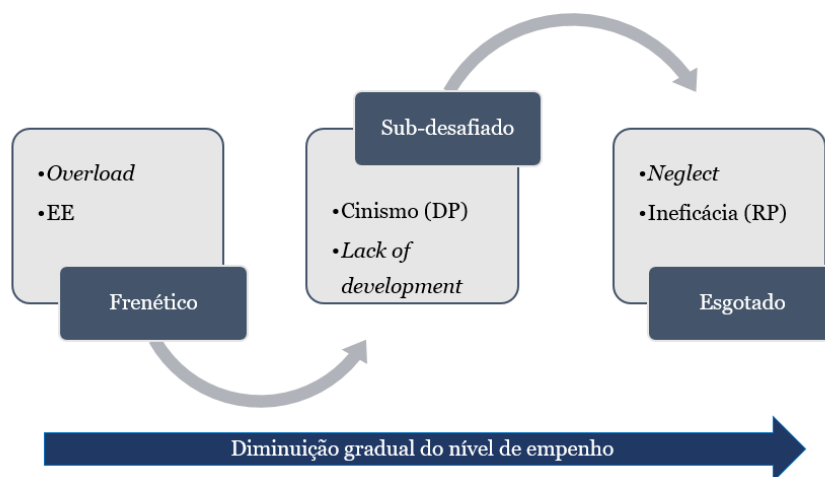 •Overload
•EE
Frenético
Sub-desafiado
•Cinismo (DP)
•Lack of
development
•Neglect
•Ineficácia (RP)
Esgotado
Diminuição gradual do nível de empenho